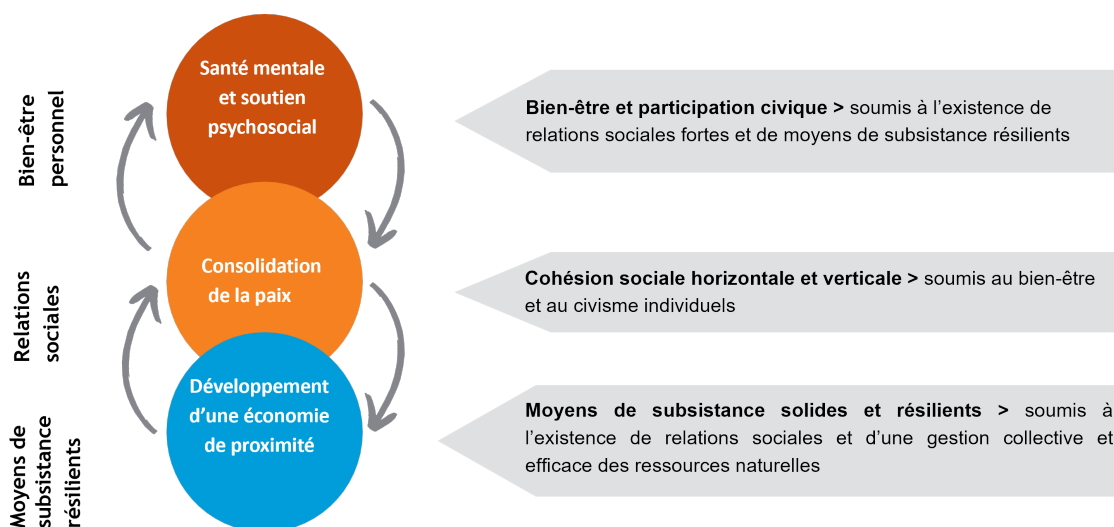 Bien-être
personnel
Santé mentale
et soutien
psychosocial
Bien-être et participation civique > soumis à l'existence de
relations sociales fortes et de moyens de subsistance résilients
Relations
sociales
Consolidation
de la paix
Cohésion sociale horizontale et verticale > soumis au bien-être
et au civisme individuels
Moyens de
subsistance
résilients
Développement
d'une économie
de proximité
Moyens de subsistance solides et résilients > soumis à
l'existence de relations sociales et d'une gestion collective et
efficace des ressources naturelles